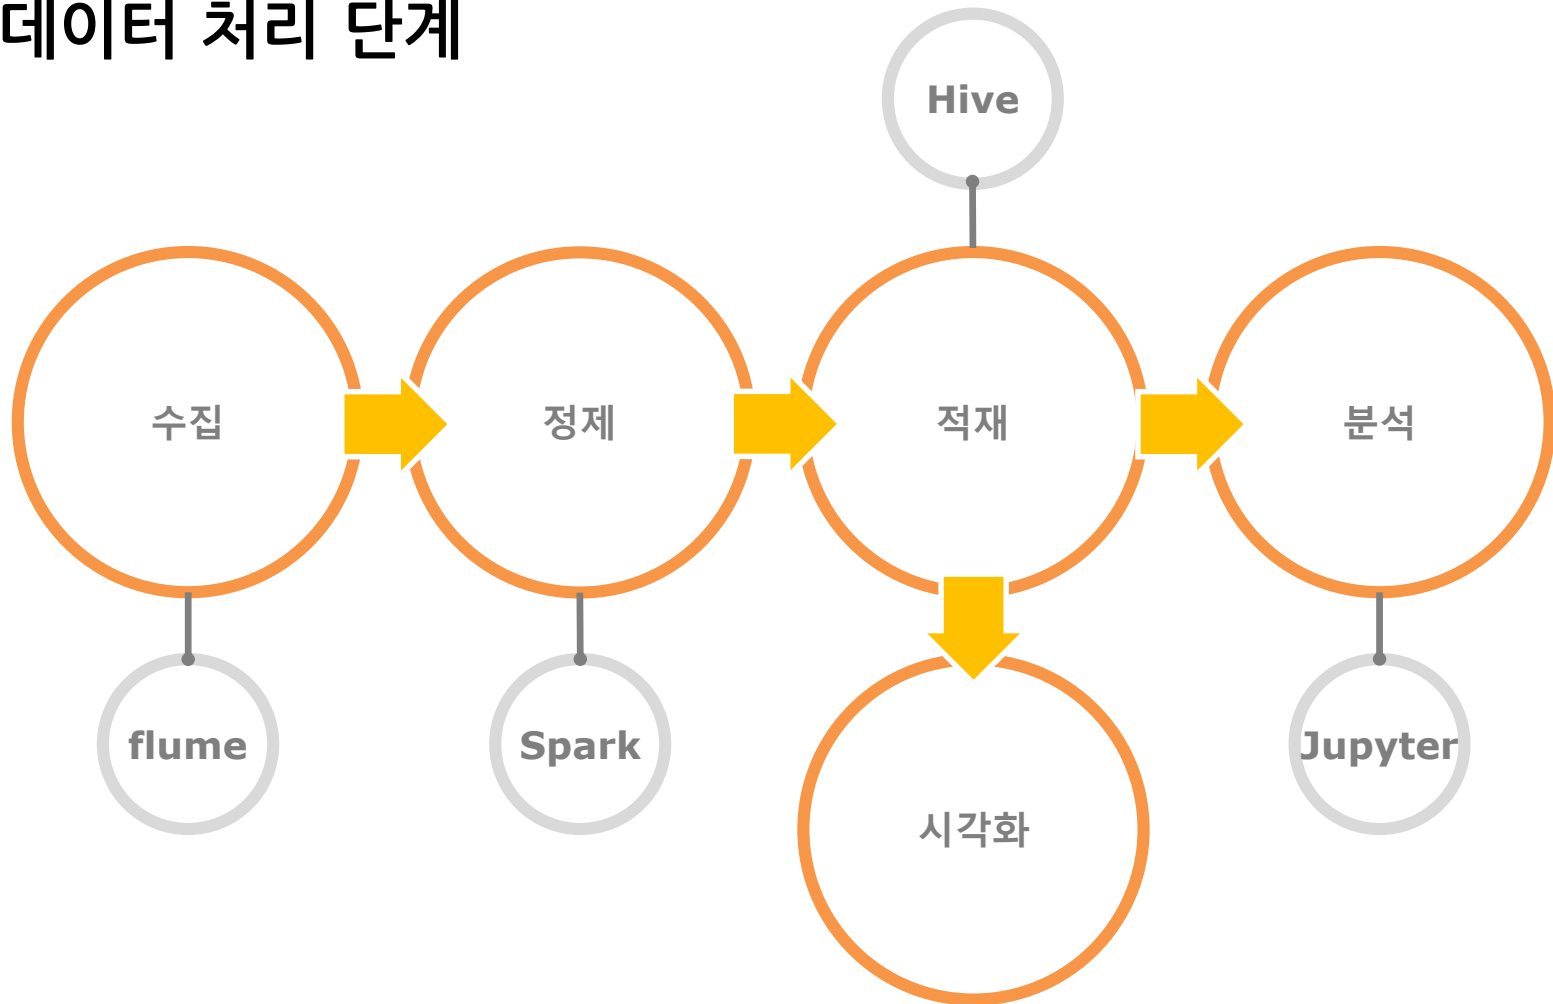 데이터 처리 단계
Hive
수집
정제
적재
분석
flume
Spark
Jupyter
시각화